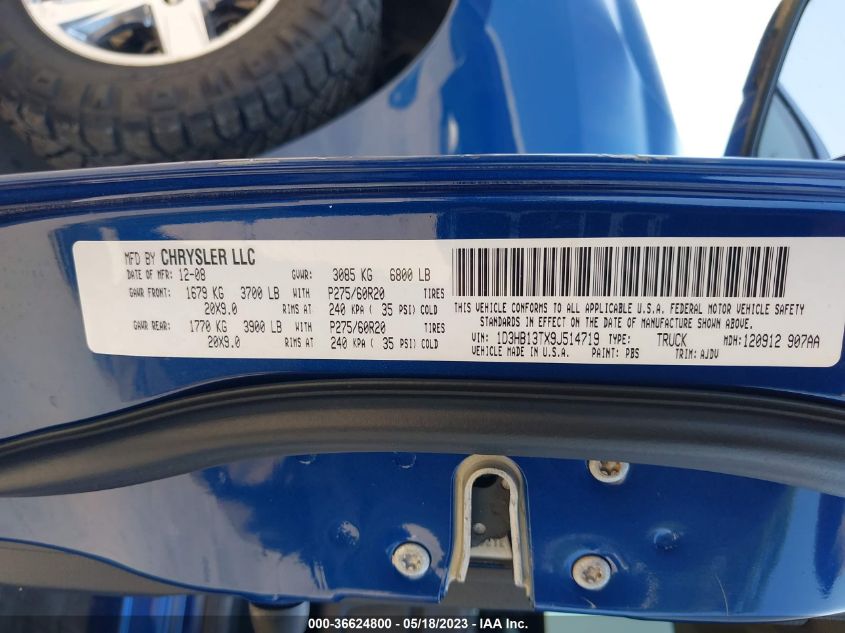 MFD BY CHRYSLER LLC
DATE OF MFR: 12-08 GVWR: 3085 KG 6800 LB
GAWR FRONT: 1679 KG 3700 LB WITH P275/60R20 TIRES
20X9.0 RIMS AT 240 KPA ( 35 PSI) COLD
GAWR REAR: 1770 KG 3900 LB WITH P275/60R20 TIRES
20X9.0 RIMS AT 240 KPA ( 35 PSI) COLD
THIS VEHICLE CONFORMS TO ALL APPLICABLE U.S.A. FEDERAL MOTOR VEHICLE SAFETY
STANDARDS IN EFFECT ON THE DATE OF MANUFACTURE SHOWN ABOVE.
VIN: 1D3HB13TX9J514719 TYPE: TRUCK MDH: 120912 907AA
VEHICLE MADE IN U.S.A. PAINT: PBS TRIM: AJDV
000-36624800 - 05/18/2023 - IAA Inc.